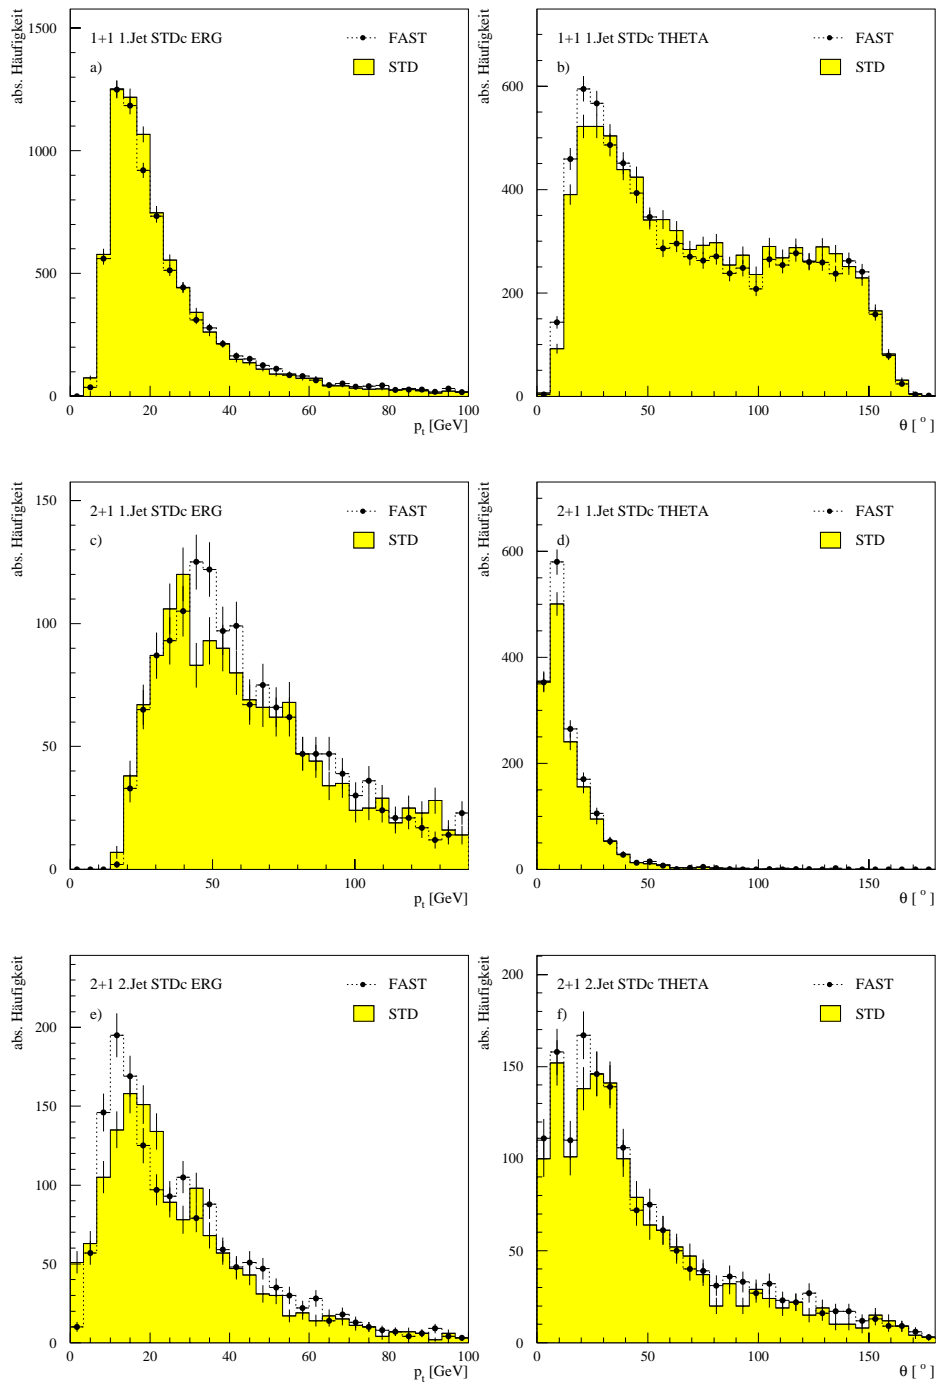 abs. Häufigkeit
1+1 1.Jet STDc ERG
FAST
a)
STD
1500
1000
500
0
0 20 40 60 80 100
p_t [GeV]
abs. Häufigkeit
1+1 1.Jet STDc THETA
FAST
b)
STD
600
400
200
0
0 50 100 150
θ [ ° ]
abs. Häufigkeit
2+1 1.Jet STDc ERG
FAST
c)
STD
150
100
50
0
0 50 100
p_t [GeV]
abs. Häufigkeit
2+1 1.Jet STDc THETA
FAST
d)
STD
600
400
200
0
0 50 100 150
θ [ ° ]
abs. Häufigkeit
2+1 2.Jet STDc ERG
FAST
e)
STD
200
150
100
50
0
0 20 40 60 80 100
p_t [GeV]
abs. Häufigkeit
2+1 2.Jet STDc THETA
FAST
f)
STD
200
150
100
50
0
0 50 100 150
θ [ ° ]